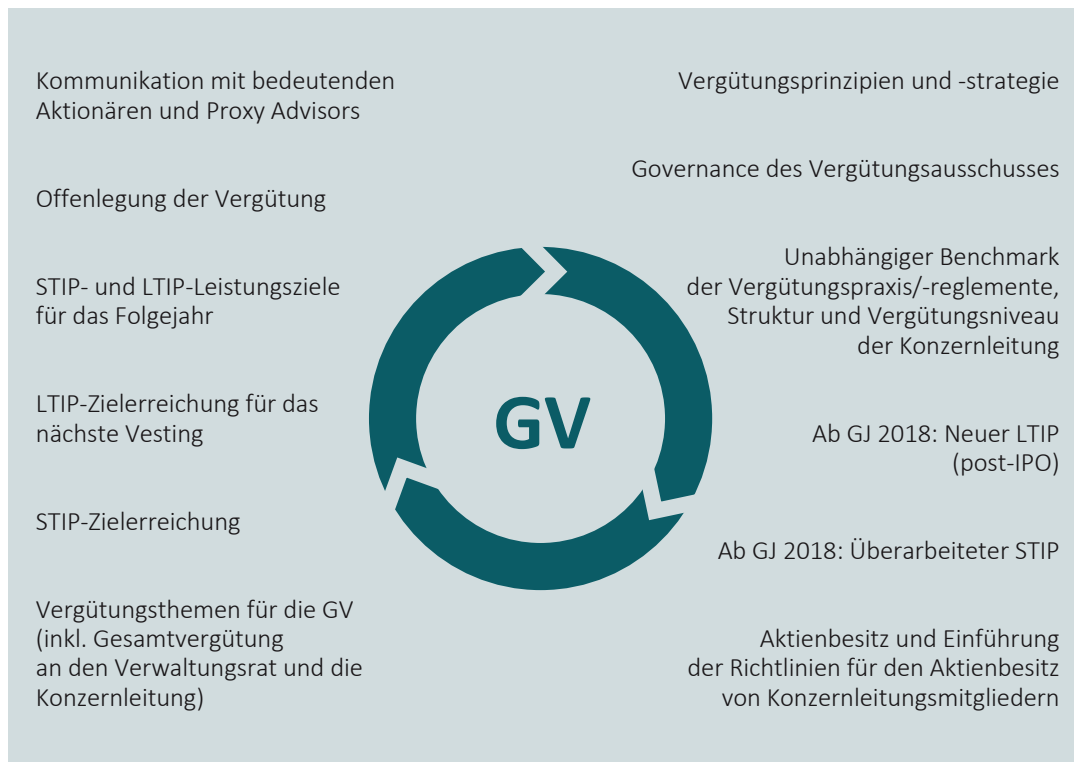 Kommunikation mit bedeutenden
Aktionären und Proxy Advisors
Offenlegung der Vergütung
STIP- und LTIP-Leistungsziele
für das Folgejahr
LTIP-Zielerreichung für das
nächste Vesting
STIP-Zielerreichung
Vergütungsthemen für die GV
(inkl. Gesamtvergütung
an den Verwaltungsrat und die
Konzernleitung)
GV
Vergütungsprinzipien und -strategie
Governance des Vergütungsausschusses
Unabhängiger Benchmark
der Vergütungspraxis/-reglemente,
Struktur und Vergütungsniveau
der Konzernleitung
Ab GJ 2018: Neuer LTIP
(post-IPO)
Ab GJ 2018: Überarbeiteter STIP
Aktienbesitz und Einführung
der Richtlinien für den Aktienbesitz
von Konzernleitungsmitgliedern